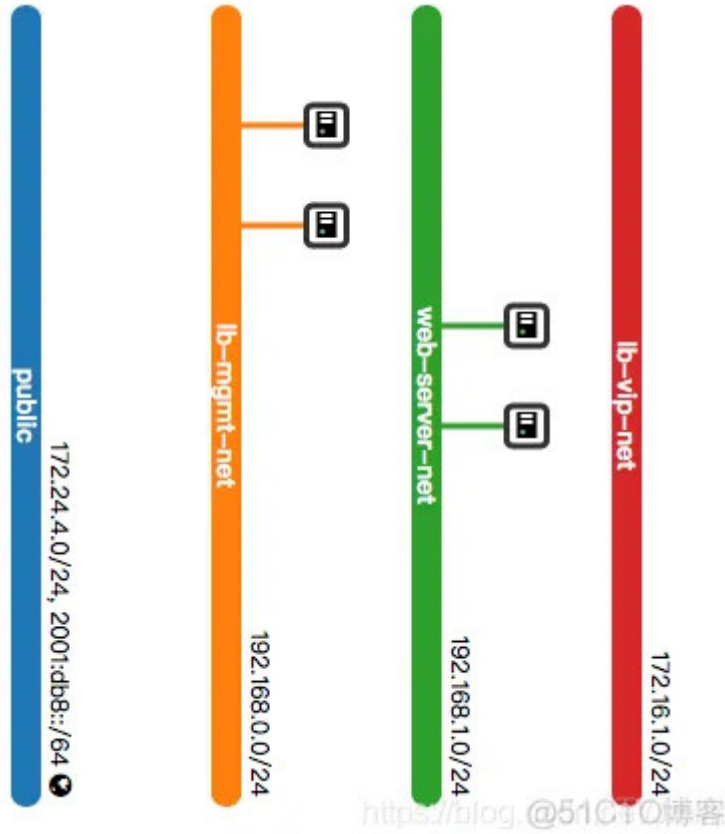 public
172.24.4.0/24, 2001:db8::/64
lb-mgmt-net
192.168.0.0/24
web-server-net
192.168.1.0/24
lb-vip-net
172.16.1.0/24
https://blog. @51CTO博客